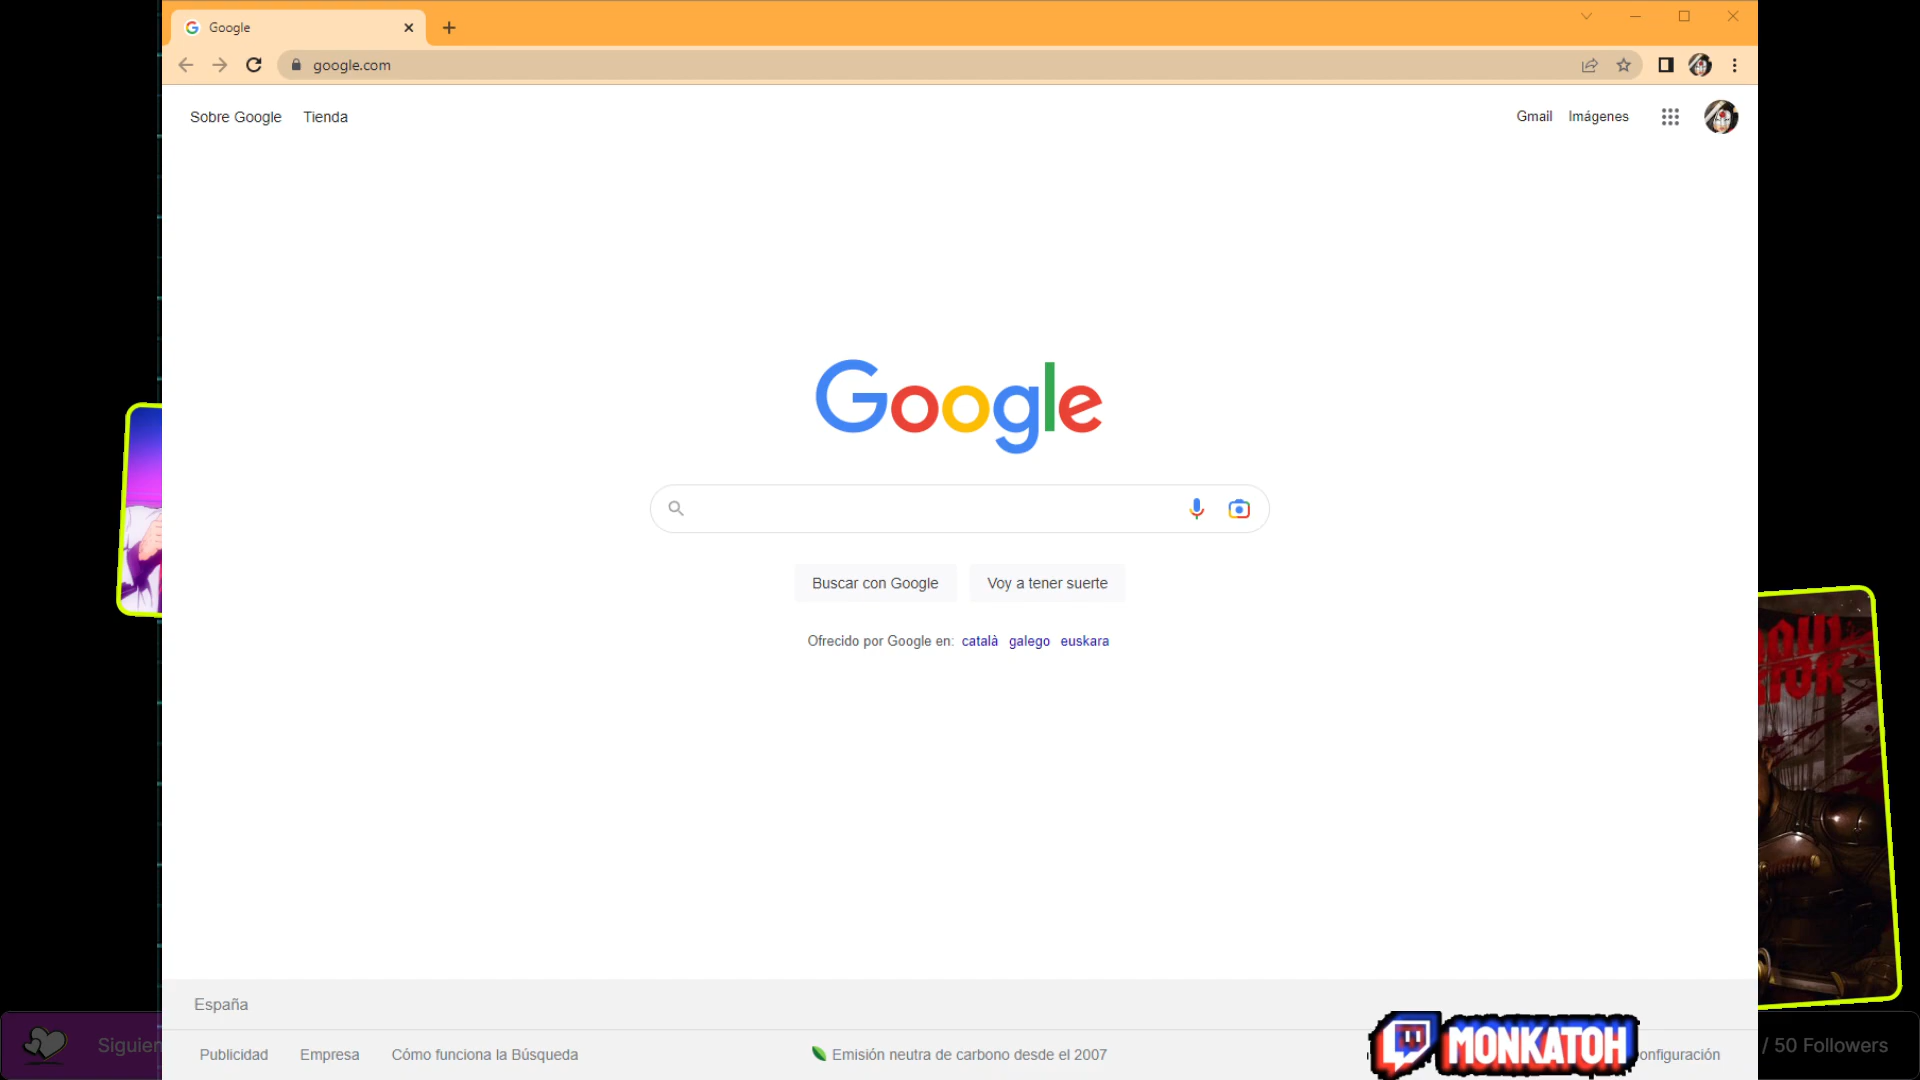 Google
google.com
Sobre Google Tienda
Gmail Imágenes
Google
Buscar con Google Voy a tener suerte
Ofrecido por Google en: català galego euskara
España
Siguien
Publicidad Empresa Cómo funciona la Búsqueda
Emisión neutra de carbono desde el 2007
MONKATOH
onfiguración
/ 50 Followers